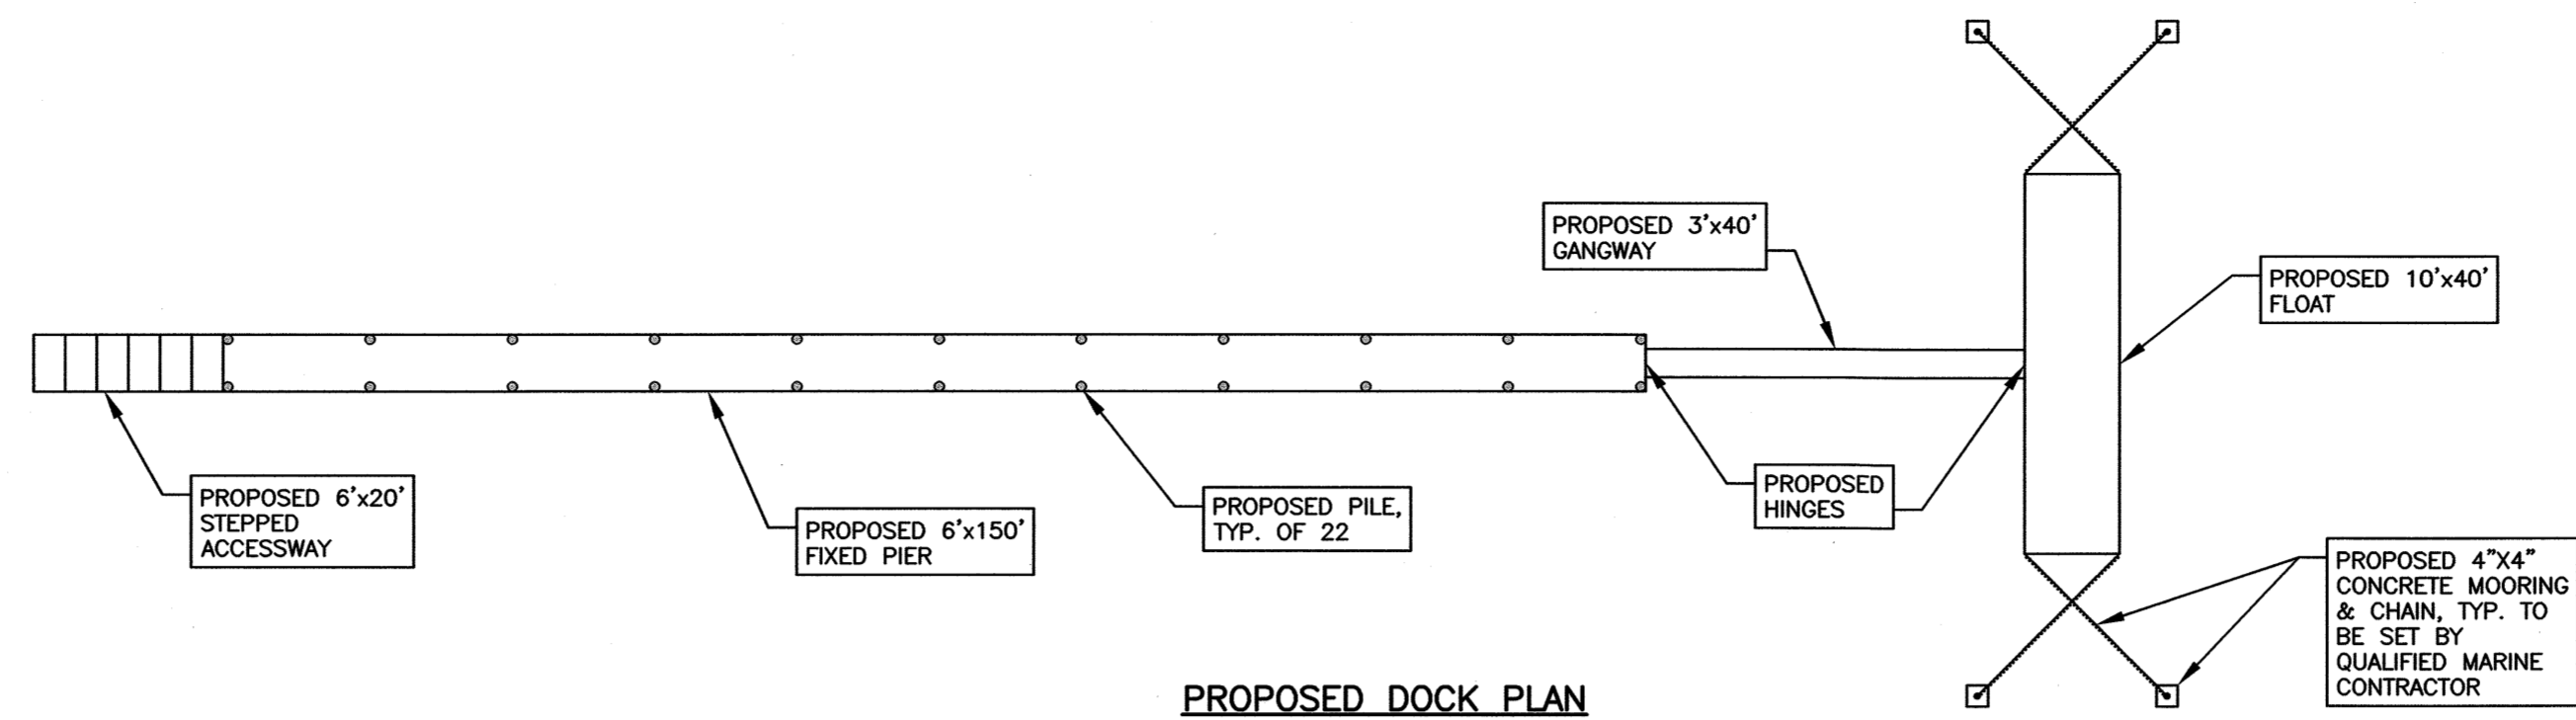 PROPOSED 3'x40'
GANGWAY
PROPOSED 10'x40'
FLOAT
PROPOSED 6'x20'
STEPPED
ACCESSWAY
PROPOSED 6'x150'
FIXED PIER
PROPOSED PILE,
TYP. OF 22
PROPOSED
HINGES
PROPOSED 4"X4"
CONCRETE MOORING
& CHAIN, TYP. TO
BE SET BY
QUALIFIED MARINE
CONTRACTOR
PROPOSED DOCK PLAN